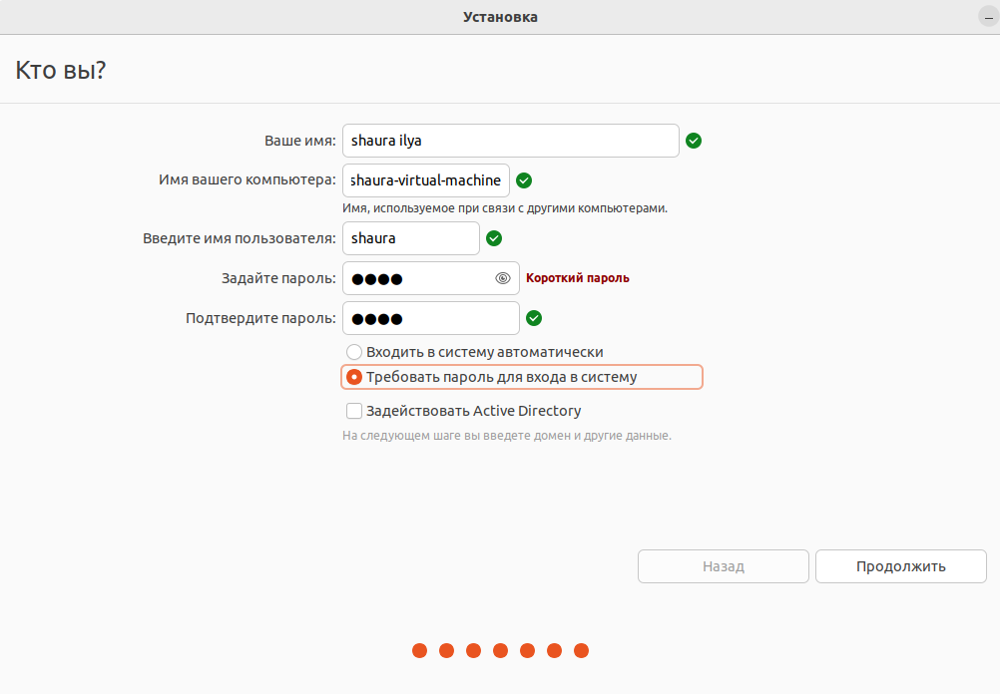 Установка
Кто вы?
Ваше имя: shaura ilya
Имя вашего компьютера: shaura-virtual-machine
Имя, используемое при связи с другими компьютерами.
Введите имя пользователя: shaura
Задайте пароль: ●●●● Короткий пароль
Подтвердите пароль: ●●●●
Входить в систему автоматически
Требовать пароль для входа в систему
Задействовать Active Directory
На следующем шаге вы введете домен и другие данные.
Назад Продолжить